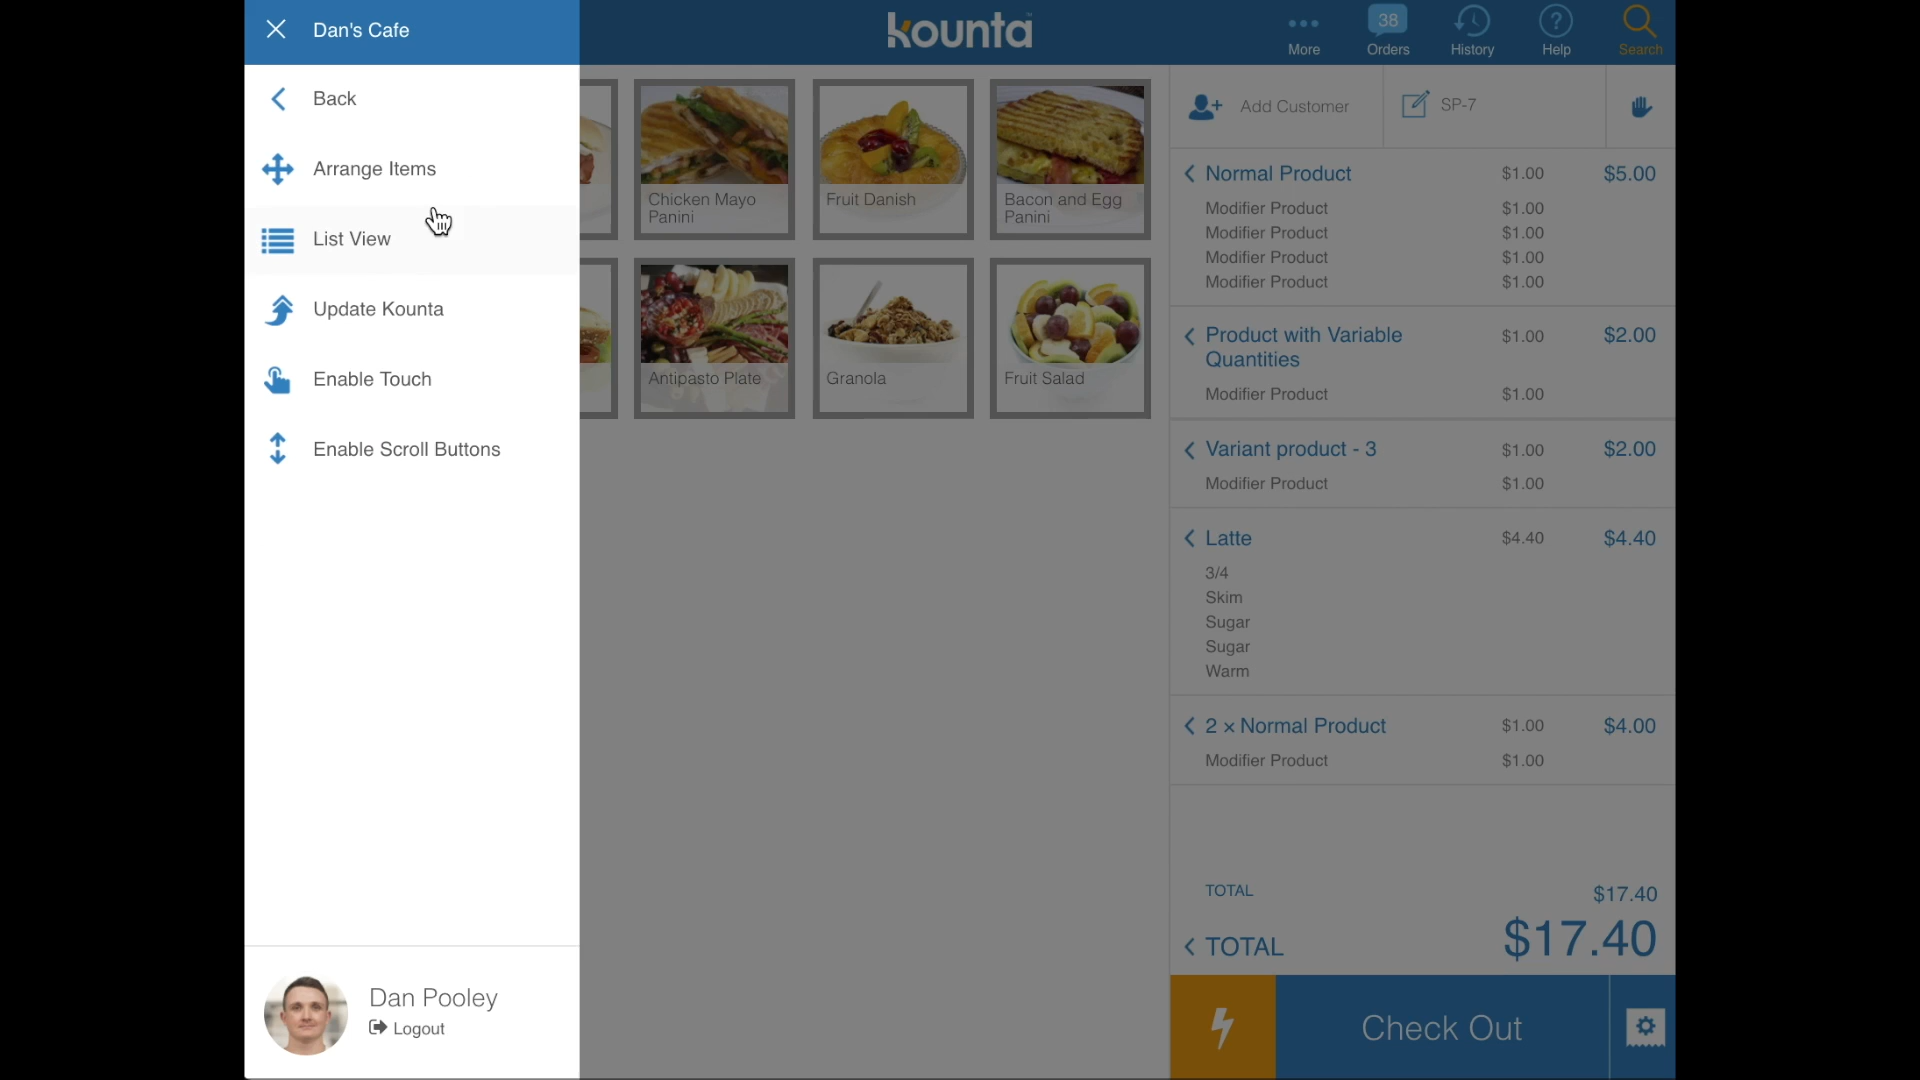 Dan's Cafe
Back
Arrange Items
List View
Update Kounta
Enable Touch
Enable Scroll Buttons
Dan Pooley
Logout
kounta
More
38
Orders
History
?
Help
Search
Chicken Mayo
Panini
Fruit Danish
Bacon and Egg
Panini
Antipasto Plate
Granola
Fruit Salad
Add Customer
SP-7
Normal Product $1.00 $5.00
Modifier Product $1.00
Modifier Product $1.00
Modifier Product $1.00
Modifier Product $1.00
Product with Variable $1.00 $2.00
Quantities
Modifier Product $1.00
Variant product - 3 $1.00 $2.00
Modifier Product $1.00
Latte $4.40 $4.40
3/4
Skim
Sugar
Sugar
Warm
2 × Normal Product $1.00 $4.00
Modifier Product $1.00
TOTAL $17.40
TOTAL $17.40
Check Out